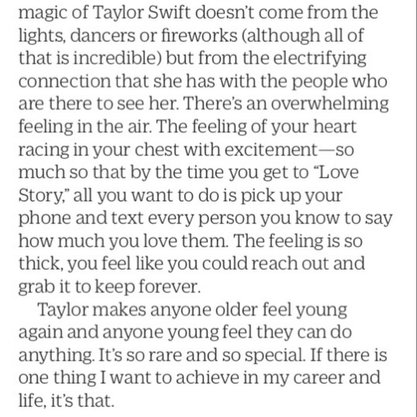 magic of Taylor Swift doesn't come from the
lights, dancers or fireworks (although all of
that is incredible) but from the electrifying
connection that she has with the people who
are there to see her. There's an overwhelming
feeling in the air. The feeling of your heart
racing in your chest with excitement—so
much so that by the time you get to “Love
Story,” all you want to do is pick up your
phone and text every person you know to say
how much you love them. The feeling is so
thick, you feel like you could reach out and
grab it to keep forever.
Taylor makes anyone older feel young
again and anyone young feel they can do
anything. It's so rare and so special. If there is
one thing I want to achieve in my career and
life, it's that.